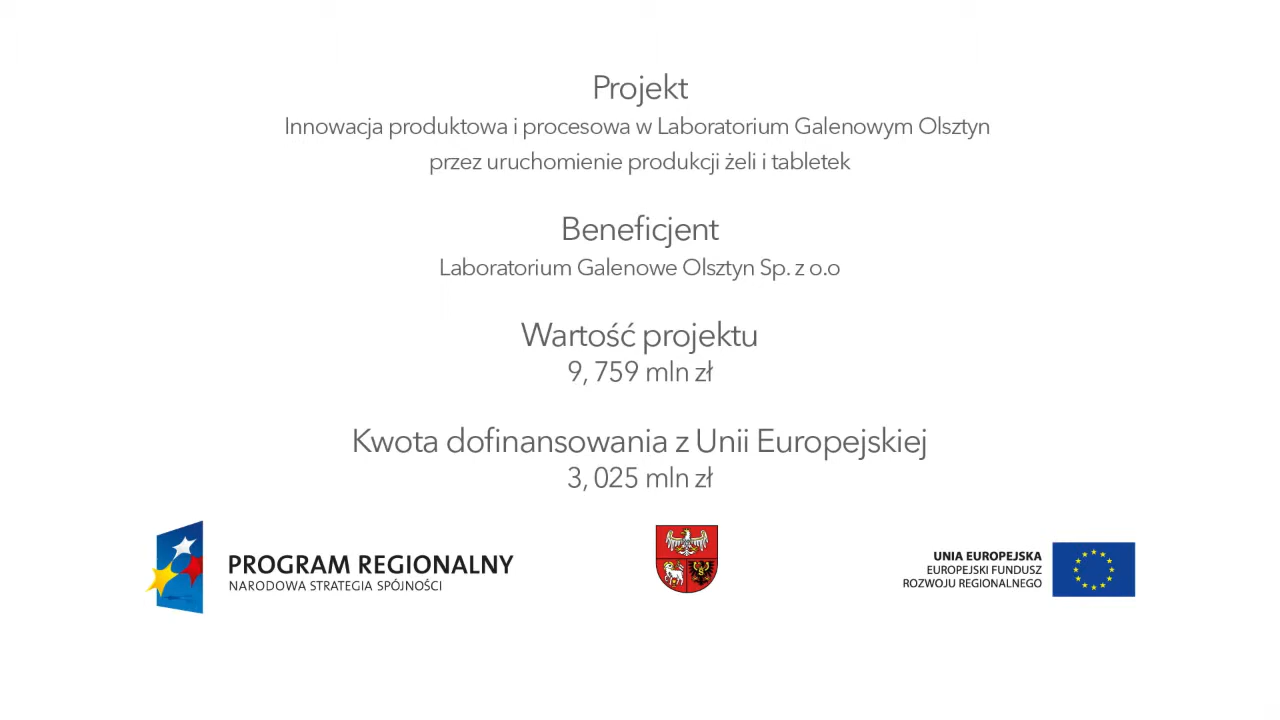 Projekt
Innowacja produktowa i procesowa w Laboratorium Galenowym Olsztyn
przez uruchomienie produkcji żeli i tabletek
Beneficjent
Laboratorium Galenowe Olsztyn Sp. z o.o
Wartość projektu
9, 759 mln zł
Kwota dofinansowania z Unii Europejskiej
3, 025 mln zł
PROGRAM REGIONALNY
NARODOWA STRATEGIA SPÓJNOŚCI
UNIA EUROPEJSKA
EUROPEJSKI FUNDUSZ
ROZWOJU REGIONALNEGO